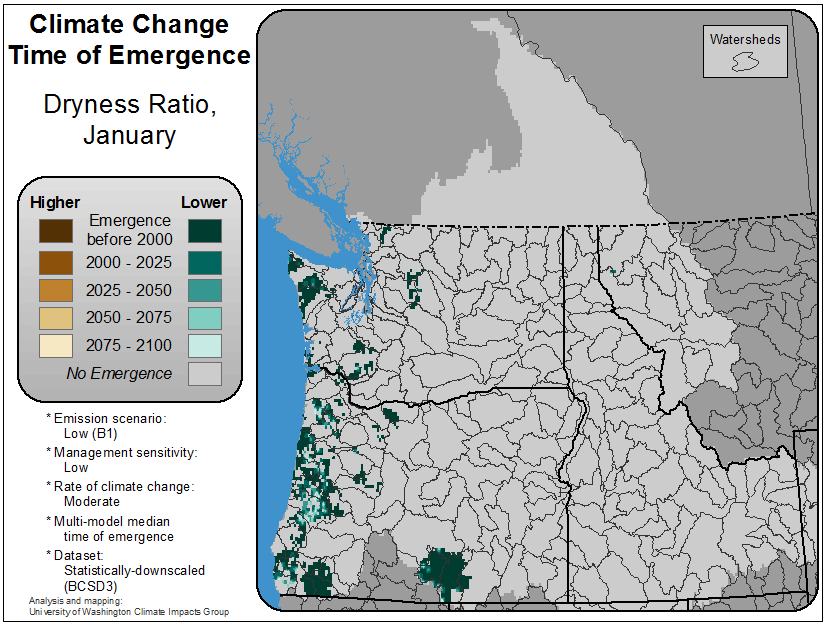 Climate Change
Time of Emergence
Dryness Ratio,
January
Higher
Lower
Emergence
before 2000
2000 - 2025
2025 - 2050
2050 - 2075
2075 - 2100
No Emergence
* Emission scenario:
Low (B1)
* Management sensitivity:
Low
* Rate of climate change:
Moderate
* Multi-model median
time of emergence
* Dataset:
Statistically-downscaled
(BCSD3)
Analysis and mapping:
University of Washington Climate Impacts Group
Watersheds